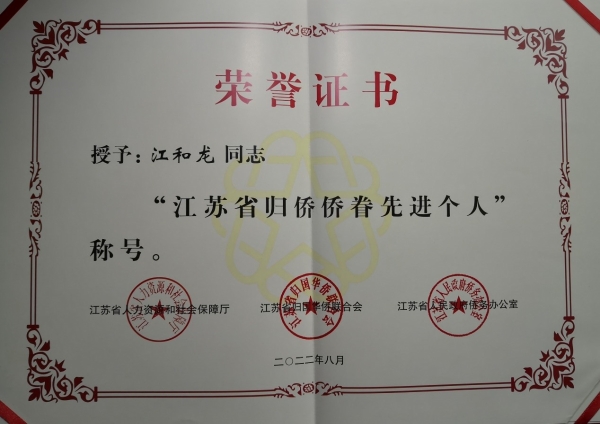 荣誉证书
授予：江和龙 同志
“江苏省归侨侨眷先进个人”
称号。
江苏省人力资源和社会保障厅 江苏省归国华侨联合会 江苏省人民政府侨务办公室
二〇二二年八月